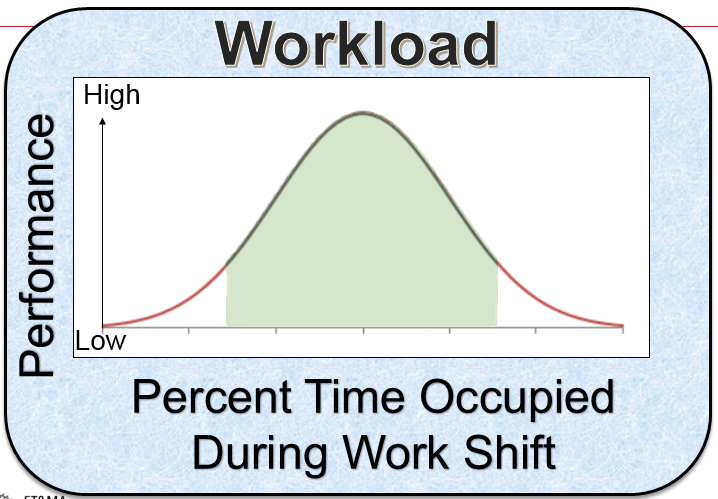 Workload
High
Performance
Low
Percent Time Occupied
During Work Shift